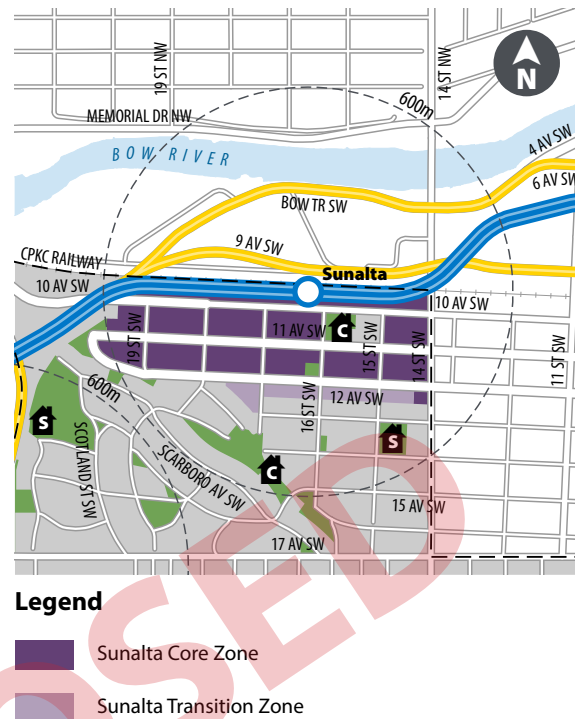 19 ST NW
14 ST NW
N
600m
MEMORIAL DR NW
BOW RIVER
4 AV SW
6 AV SW
BOW TR SW
9 AV SW
CPKC RAILWAY
Sunalta
10 AV SW
10 AV SW
11 AV SW
C
19 ST SW
15 ST SW
14 ST SW
11 ST SW
600m
12 AV SW
16 ST SW
S
SCOTLAND ST SW
S
SCARBORO AV SW
C
15 AV SW
17 AV SW
Legend
Sunalta Core Zone
Sunalta Transition Zone
OSED